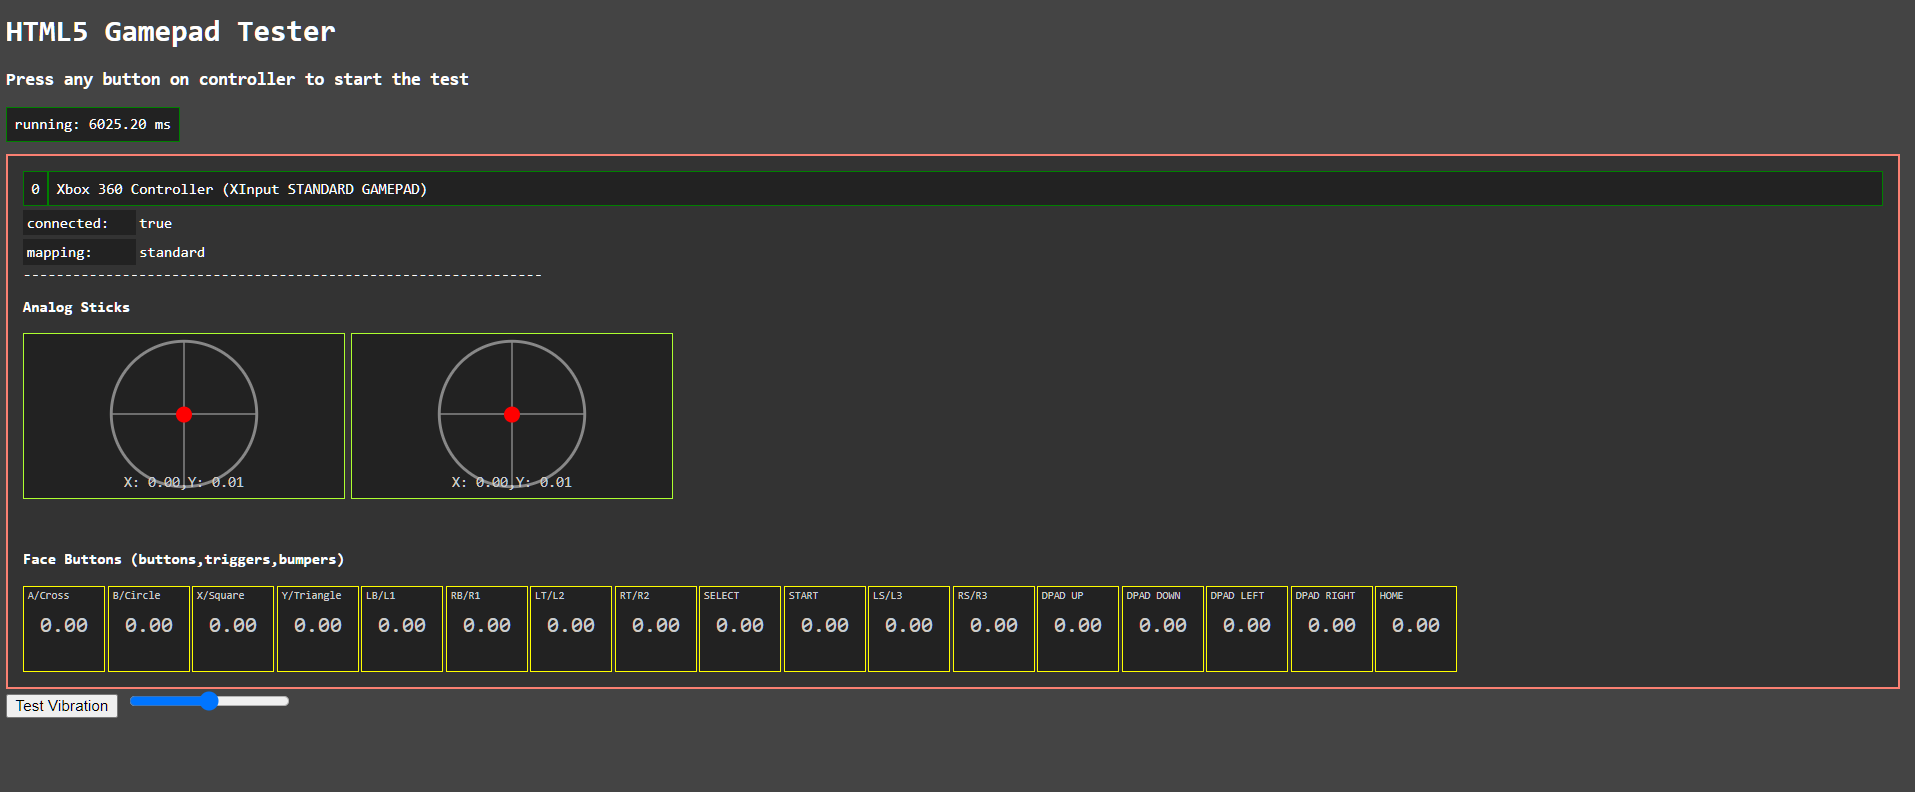 HTML5 Gamepad Tester
Press any button on controller to start the test
running: 6025.20 ms
0 Xbox 360 Controller (XInput STANDARD GAMEPAD)
connected: true
mapping: standard
---------------------------------------------------------------
Analog Sticks
X: 0.00,Y: 0.01 X: 0.00,Y: 0.01
Face Buttons (buttons,triggers,bumpers)
A/Cross B/Circle X/Square Y/Triangle LB/L1 RB/R1 LT/L2 RT/R2 SELECT START LS/L3 RS/R3 DPAD UP DPAD DOWN DPAD LEFT DPAD RIGHT HOME
0.00 0.00 0.00 0.00 0.00 0.00 0.00 0.00 0.00 0.00 0.00 0.00 0.00 0.00 0.00 0.00 0.00
Test Vibration